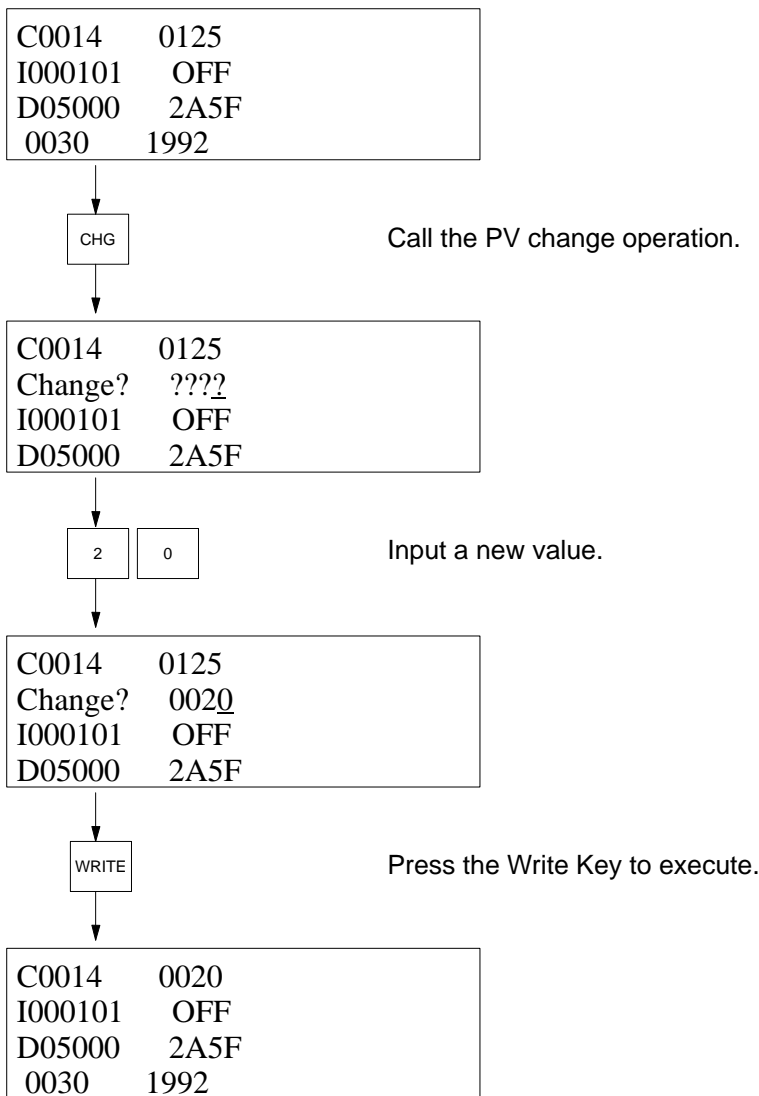 C0014 0125
I000101 OFF
D05000 2A5F
0030 1992
CHG Call the PV change operation.
C0014 0125
Change? ????
I000101 OFF
D05000 2A5F
2 0 Input a new value.
C0014 0125
Change? 0020
I000101 OFF
D05000 2A5F
WRITE Press the Write Key to execute.
C0014 0020
I000101 OFF
D05000 2A5F
0030 1992